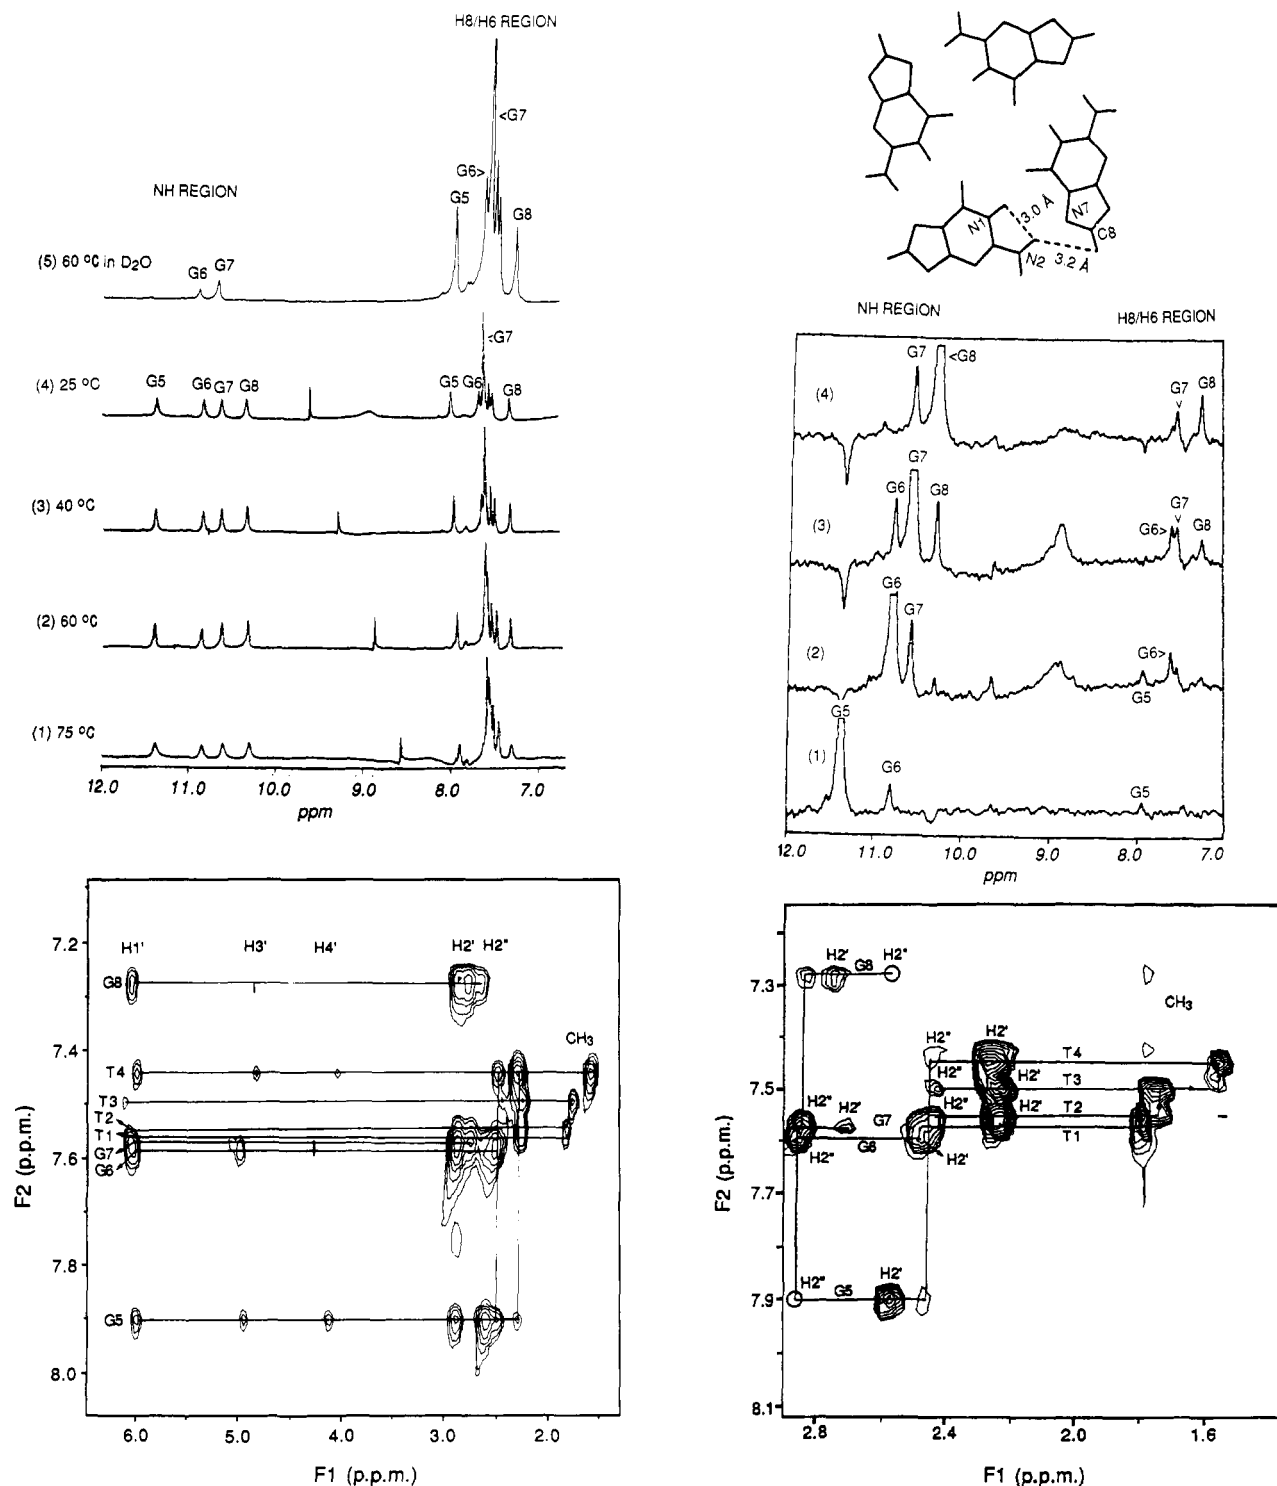 H8/H6 REGION
<G7
G6>
NH REGION
G5
G8
(5) 60 ºC in D2O
G6
G7
<G7
(4) 25 ºC
G5
G6
G7
G8
G5
G6
G8
(3) 40 ºC
(2) 60 ºC
(1) 75 ºC
12.0 11.0 10.0 9.0 8.0 7.0
ppm
N1
3.0 Å
N7
C8
N2
3.2 Å
NH REGION
H8/H6 REGION
G7
<G8
(4)
G7
G8
G7
(3)
G6
G8
G6>
G7
G8
G6
(2)
G7
G6>
G5
G5
(1)
G6
G5
12.0 11.0 10.0 9.0 8.0 7.0
ppm
7.2
H1'
H3'
H4'
H2'
H2"
G8
7.4
CH3
T4
T3
T2
T1
G7
G6
7.6
7.8
G5
8.0
F2 (p.p.m.)
6.0 5.0 4.0 3.0 2.0
F1 (p.p.m.)
H2'
G8
H2"
7.3
CH3
H2"
H2'
T4
H2"
H2'
T3
7.5
H2"
H2'
G7
H2"
H2'
T2
G6
T1
H2"
H2'
7.7
H2"
G5
H2'
7.9
8.1
F2 (p.p.m.)
2.8 2.4 2.0 1.6
F1 (p.p.m.)